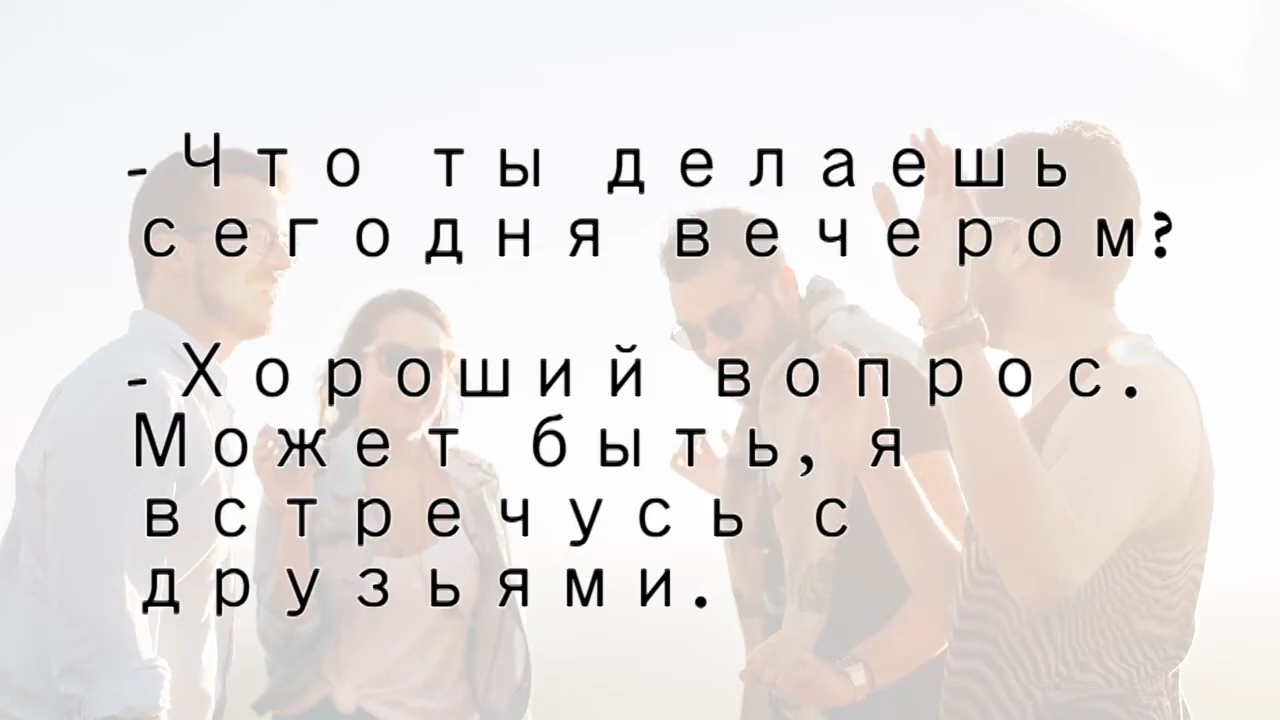 - Что ты делаешь
сегодня вечером?
- Хороший вопрос.
Может быть, я
встречусь с
друзьями.